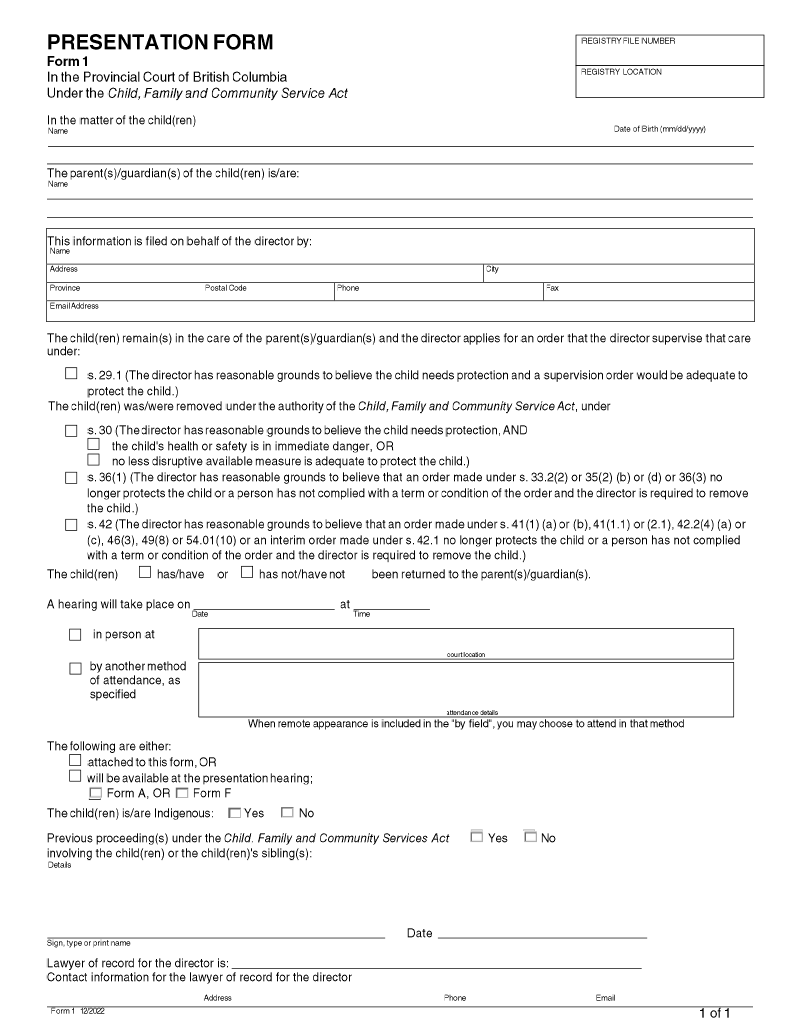 PRESENTATION FORM
REGISTRY FILE NUMBER
Form 1
In the Provincial Court of British Columbia
REGISTRY LOCATION
Under the Child, Family and Community Service Act
In the matter of the child(ren)
Name
Date of Birth (mm/dd/yyyy)
The parent(s)/guardian(s) of the child(ren) is/are:
Name
This information is filed on behalf of the director by:
Name
Address City
Province Postal Code Phone Fax
Email Address
The child(ren) remain(s) in the care of the parent(s)/guardian(s) and the director applies for an order that the director supervise that care
under:
s. 29.1 (The director has reasonable grounds to believe the child needs protection and a supervision order would be adequate to
protect the child.)
The child(ren) was/were removed under the authority of the Child, Family and Community Service Act, under
s. 30 (The director has reasonable grounds to believe the child needs protection, AND
the child's health or safety is in immediate danger, OR
no less disruptive available measure is adequate to protect the child.)
s. 36(1) (The director has reasonable grounds to believe that an order made under s. 33.2(2) or 35(2) (b) or (d) or 36(3) no
longer protects the child or a person has not complied with a term or condition of the order and the director is required to remove
the child.)
s. 42 (The director has reasonable grounds to believe that an order made under s. 41(1) (a) or (b), 41(1.1) or (2.1), 42.2(4) (a) or
(c), 46(3), 49(8) or 54.01(10) or an interim order made under s. 42.1 no longer protects the child or a person has not complied
with a term or condition of the order and the director is required to remove the child.)
The child(ren) has/have or has not/have not been returned to the parent(s)/guardian(s).
A hearing will take place on at
Date Time
in person at
court location
by another method
of attendance, as
specified
attendance details
When remote appearance is included in the "by field", you may choose to attend in that method
The following are either:
attached to this form, OR
will be available at the presentation hearing;
Form A, OR Form F
The child(ren) is/are Indigenous: Yes No
Previous proceeding(s) under the Child. Family and Community Services Act Yes No
involving the child(ren) or the child(ren)'s sibling(s):
Details
Date
Sign, type or print name
Lawyer of record for the director is:
Contact information for the lawyer of record for the director
Address Phone Email
Form 1 12/2022 1 of 1